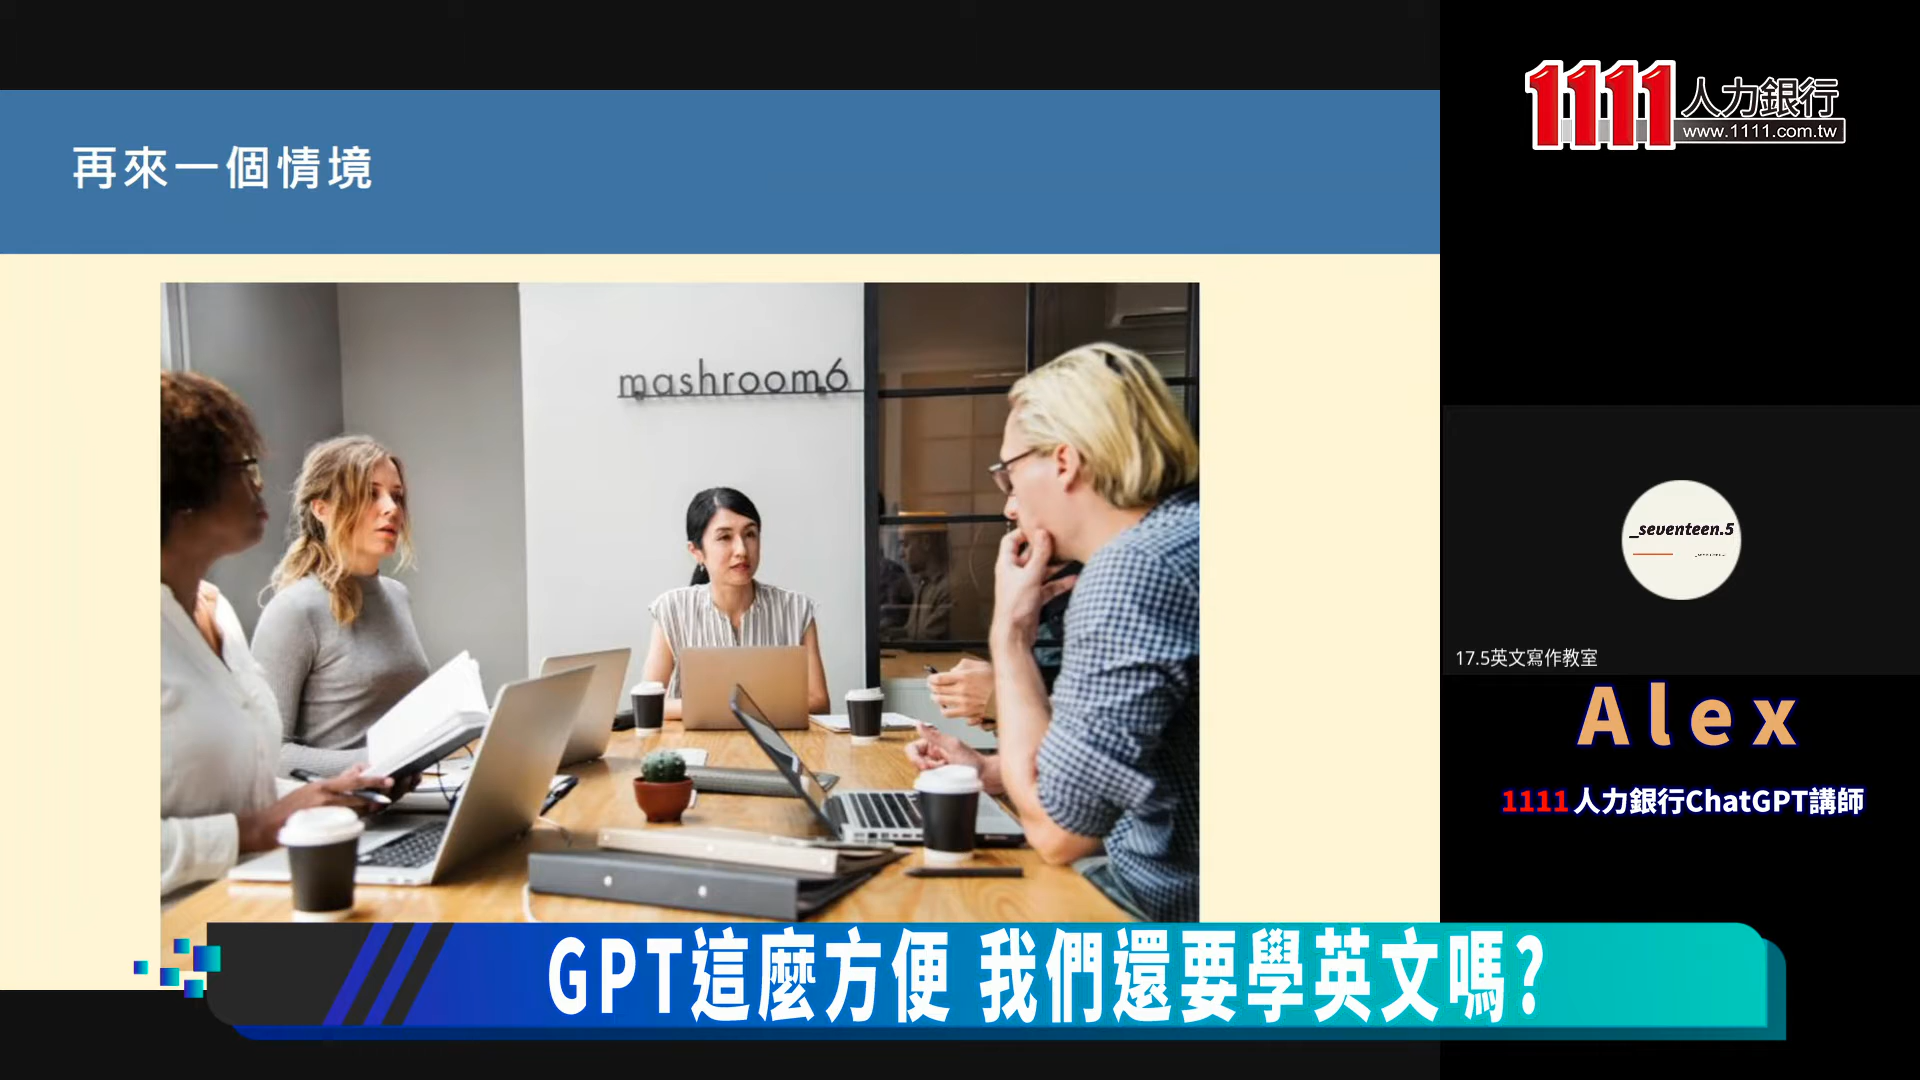 再來一個情境
mashroom6
1111人力銀行
www.1111.com.tw
_seventeen.5
17.5英文寫作教室
Alex
1111人力銀行ChatGPT講師
GPT這麼方便 我們還要學英文嗎?